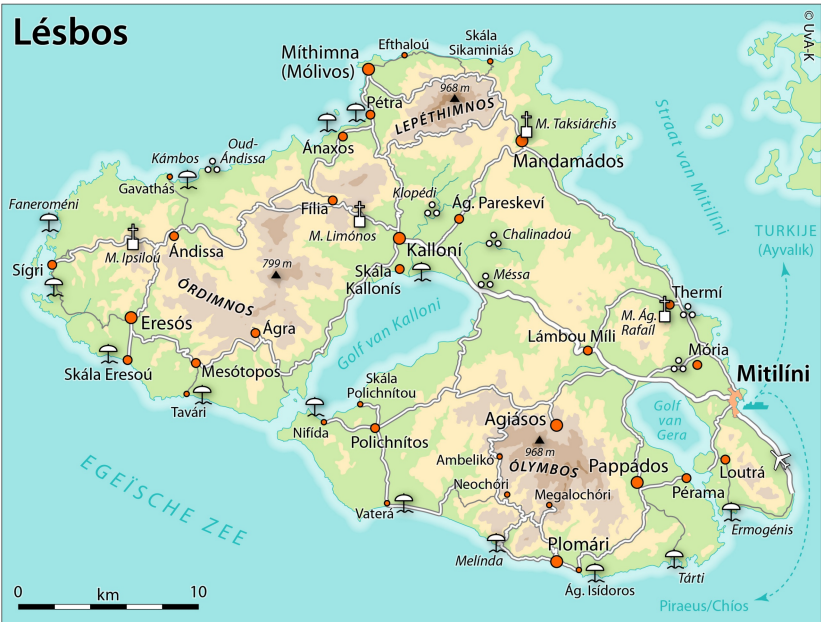 Lésbos
© UvA-K
Efthaloú
Skála
Sikaminiás
Míthimna
(Mólivos)
968 m
Pétra
LEPÉTHIMNOS
M. Taksiárchis
Straat van Mitilíni
Ánaxos
Mandamádos
Oud-
Ándissa
Kámbos
Gavathás
Klopédi
Ág. Pareskeví
Faneroméni
Fília
M. Limónos
Chalinadoú
TURKIJE
(Ayvalık)
M. Ipsiloú
Ándissa
Kalloní
Sígri
799 m
Skála
Kallonís
Méssa
ÓRDIMNOS
Thermí
Eresós
Ágra
Golf van Kalloni
M. Ág.
Rafaíl
Lámbou Míli
Mória
Skála Eresoú
Mesótopos
Mitilíni
Skála
Polichnítou
Tavári
Golf
van
Gera
Nifída
Agiásos
Polichnítos
968 m
Ambelikó
ÓLYMBOS
Pappádos
Loutrá
EGEÏSCHE ZEE
Neochóri
Megalochóri
Pérama
Vaterá
Ermogénis
Plomári
Melínda
Tárti
Ág. Isídoros
0 km 10
Piraeus/Chíos